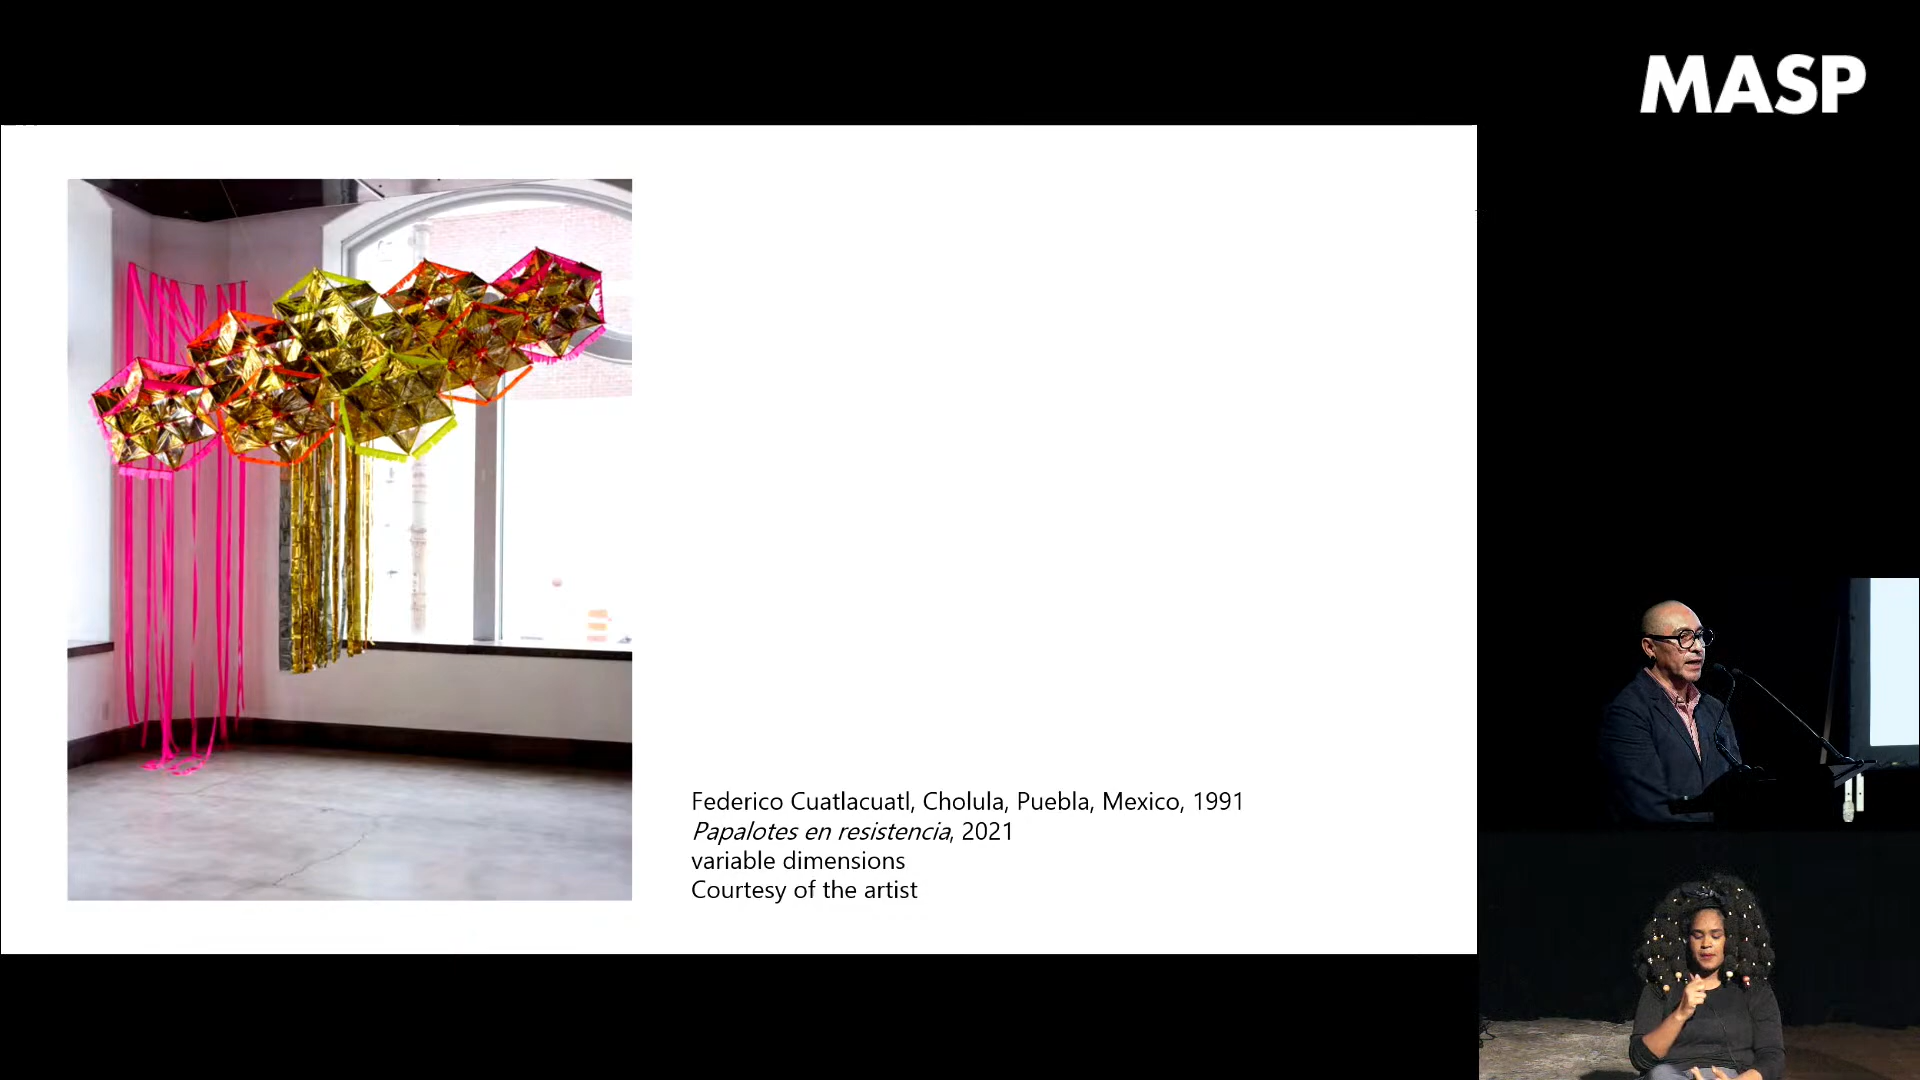 MASP
Federico Cuatlacuatl, Cholula, Puebla, Mexico, 1991
Papalotes en resistencia, 2021
variable dimensions
Courtesy of the artist